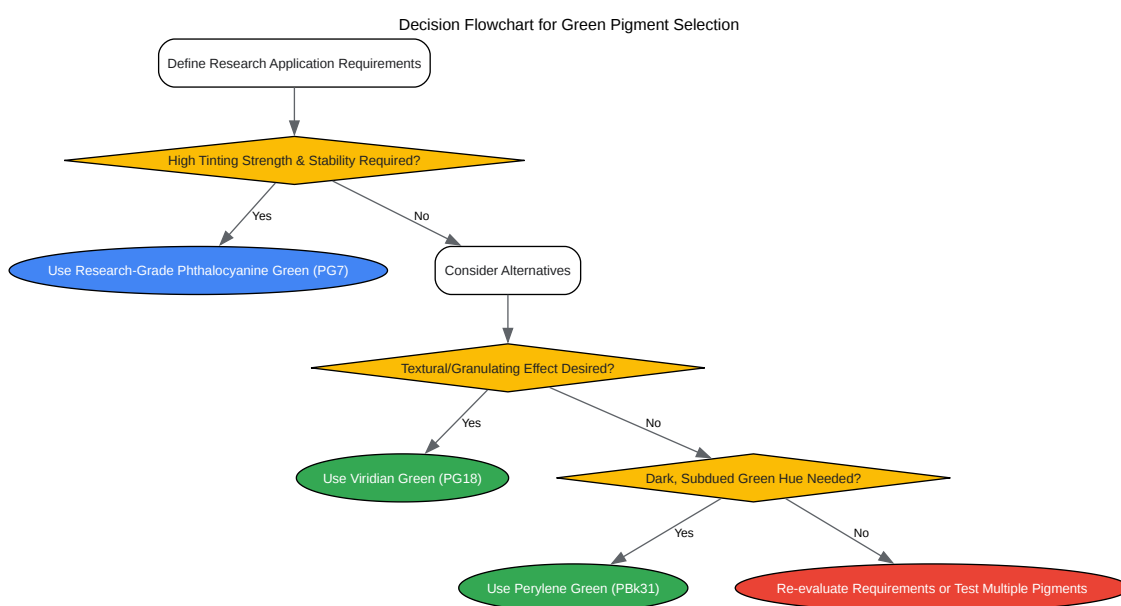 Decision Flowchart for Green Pigment Selection
Define Research Application Requirements
High Tinting Strength & Stability Required?
Yes
No
Use Research-Grade Phthalocyanine Green (PG7)
Consider Alternatives
Textural/Granulating Effect Desired?
Yes
No
Use Viridian Green (PG18)
Dark, Subdued Green Hue Needed?
Yes
No
Use Perylene Green (PBk31)
Re-evaluate Requirements or Test Multiple Pigments